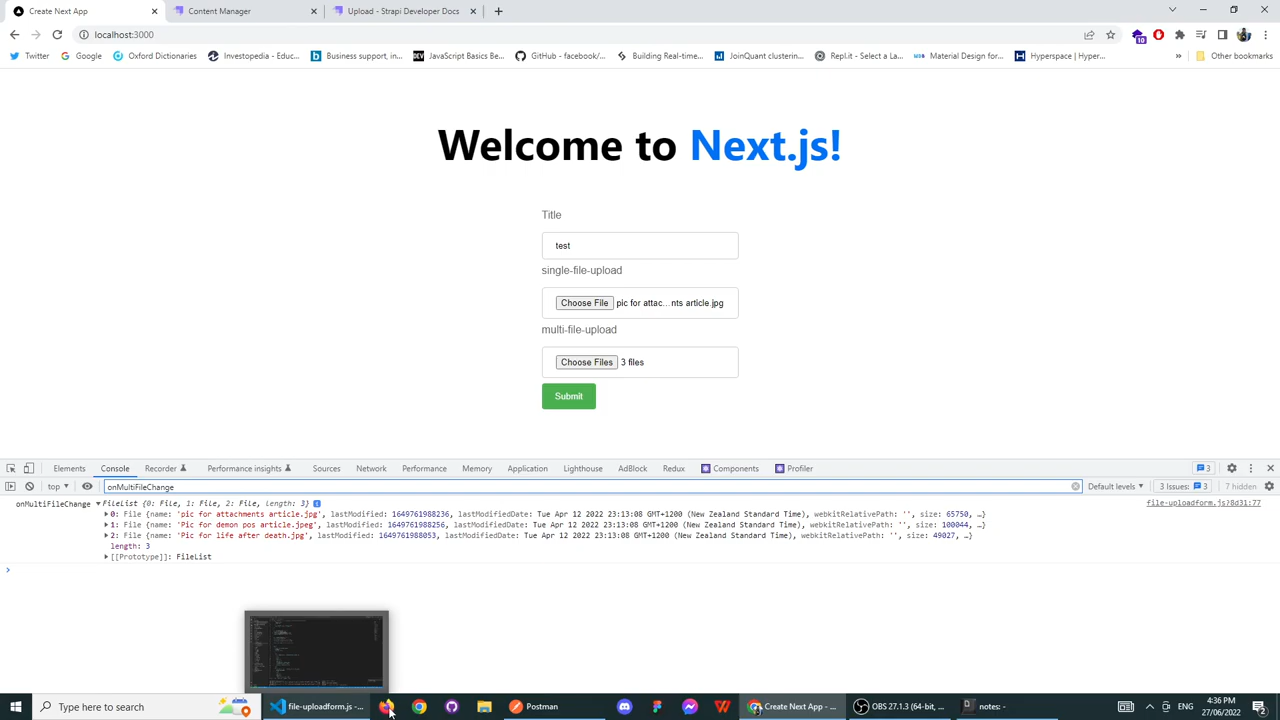 Create Next App
Content Manager
Upload - Strapi Developer Docs
localhost:3000
10
Twitter
Google
Oxford Dictionaries
Investopedia - Educ...
Business support, in...
DEV
JavaScript Basics Be...
GitHub - facebook/...
Building Real-time...
JoinQuant clusterin...
Repl.it - Select a La...
Material Design for...
Hyperspace | Hyper...
»
Other bookmarks
Welcome to Next.js!
Title
test
single-file-upload
Choose File pic for attac...nts article.jpg
multi-file-upload
Choose Files 3 files
Submit
Elements Console Recorder Performance insights Sources Network Performance Memory Application Lighthouse AdBlock Redux Components Profiler 3
top onMultiFileChange Default levels 3 Issues: 3 7 hidden
onMultiFileChange FileList {0: File, 1: File, 2: File, length: 3} file-uploadform.js?8d31:77
0: File {name: 'pic for attachments article.jpg', lastModified: 1649761988236, lastModifiedDate: Tue Apr 12 2022 23:13:08 GMT+1200 (New Zealand Standard Time), webkitRelativePath: '', size: 65750, …}
1: File {name: 'Pic for demon pos article.jpeg', lastModified: 1649761988256, lastModifiedDate: Tue Apr 12 2022 23:13:08 GMT+1200 (New Zealand Standard Time), webkitRelativePath: '', size: 100044, …}
2: File {name: 'Pic for life after death.jpg', lastModified: 1649761988053, lastModifiedDate: Tue Apr 12 2022 23:13:08 GMT+1200 (New Zealand Standard Time), webkitRelativePath: '', size: 49027, …}
length: 3
[[Prototype]]: FileList
Type here to search
file-uploadform.js -...
Postman
Create Next App - ...
OBS 27.1.3 (64-bit, ...
notes: -
ENG
4:36 PM
27/06/2022
2